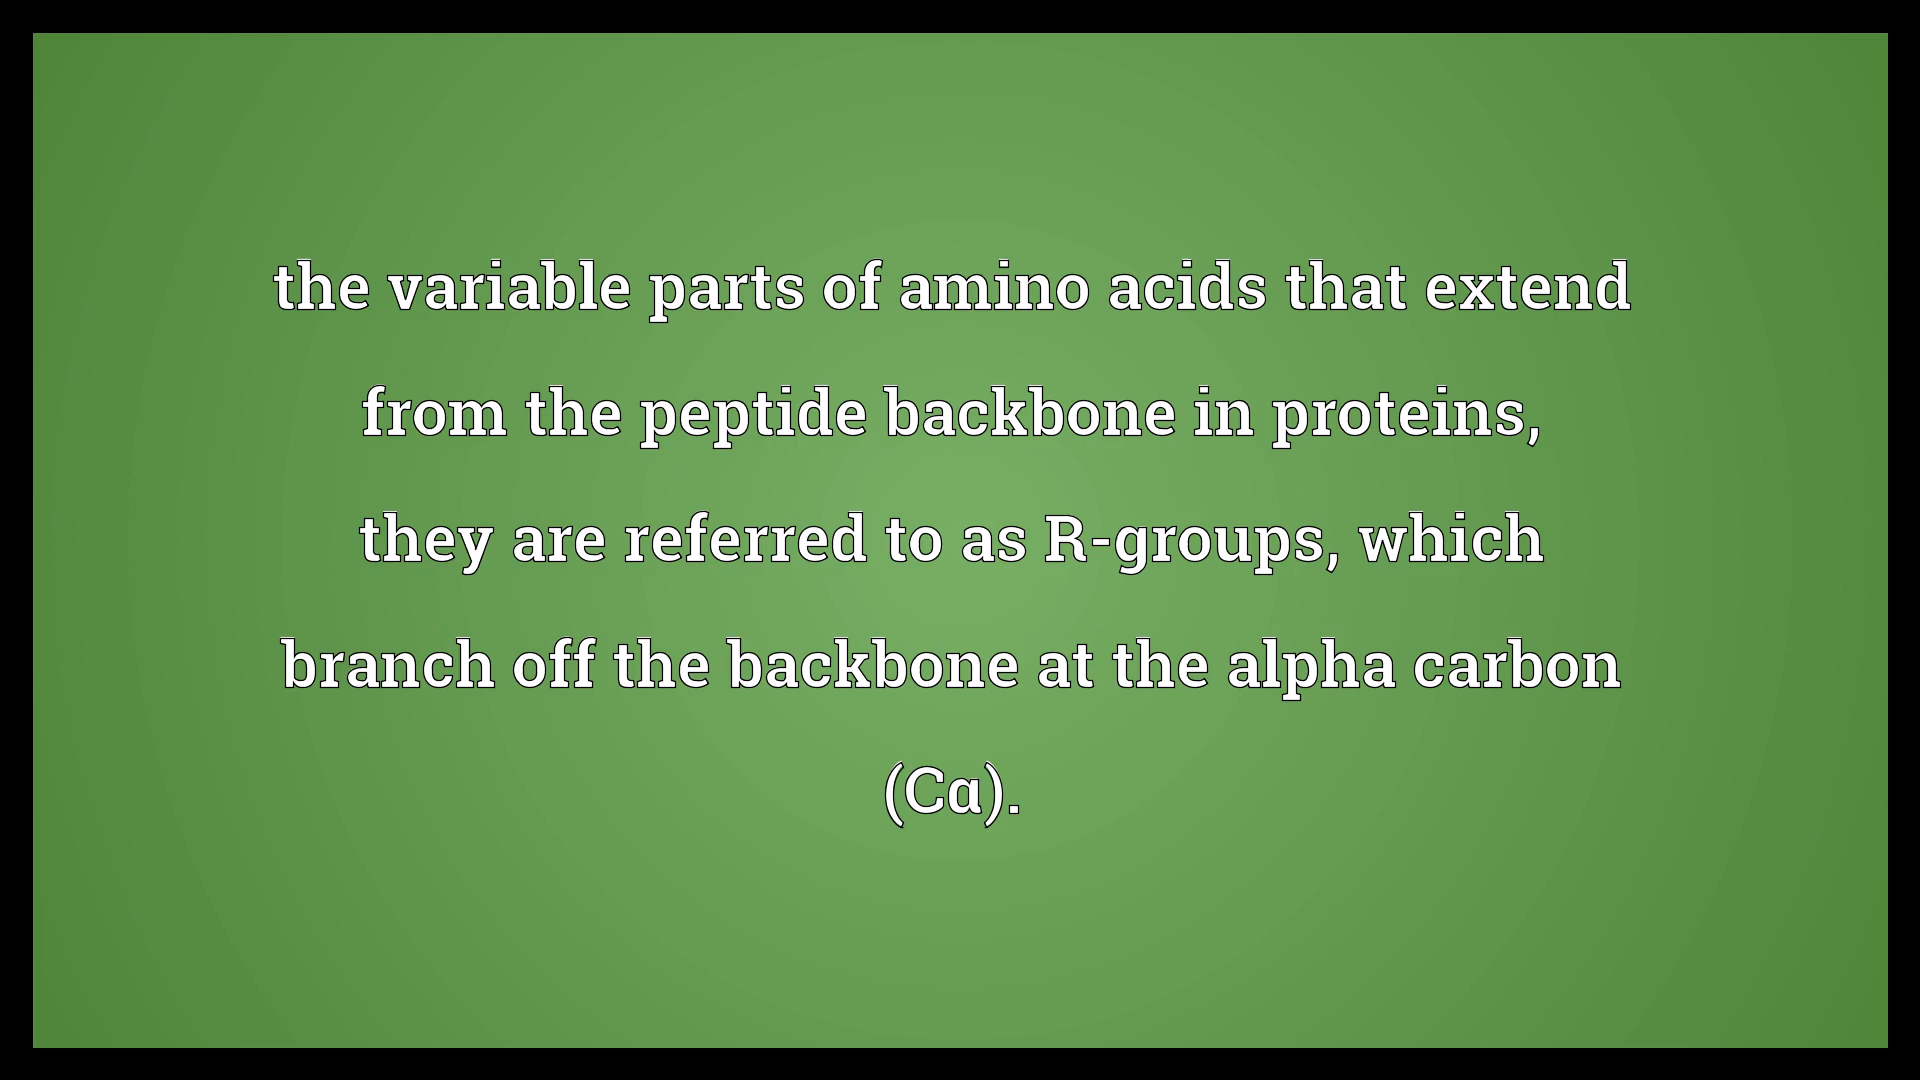 the variable parts of amino acids that extend
from the peptide backbone in proteins,
they are referred to as R-groups, which
branch off the backbone at the alpha carbon
(Cα).